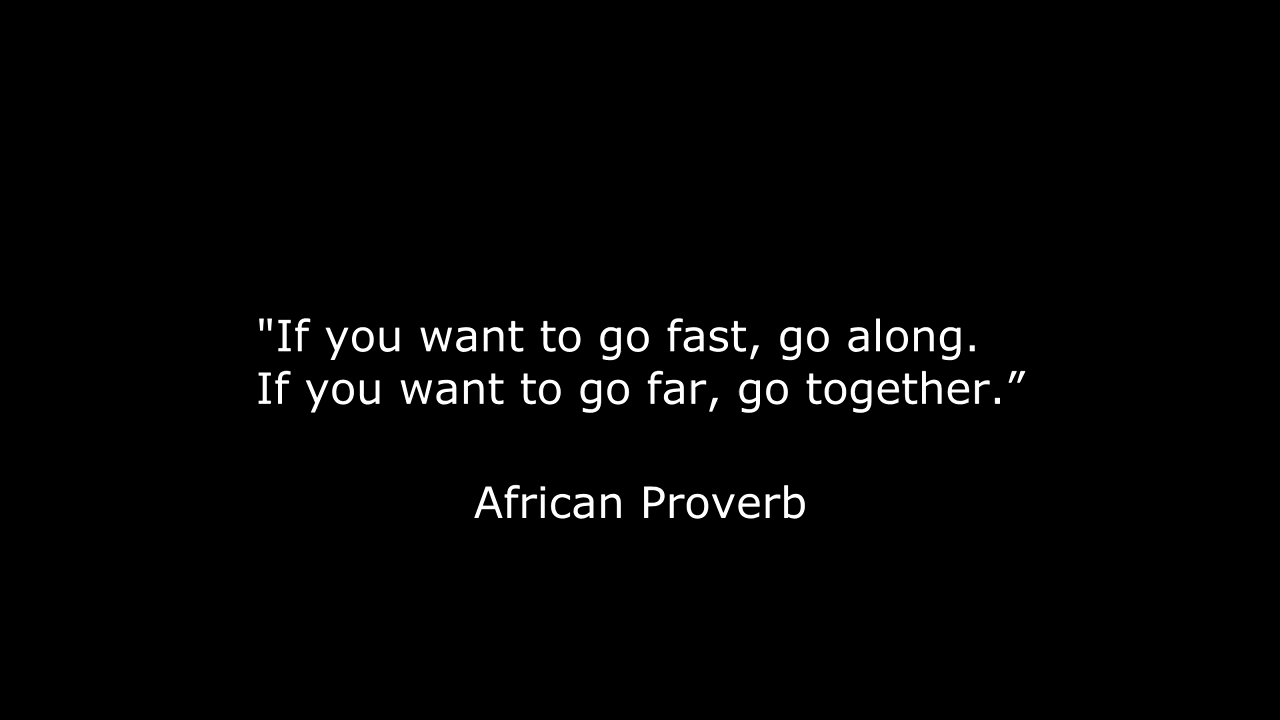 "If you want to go fast, go along.
If you want to go far, go together.”
African Proverb